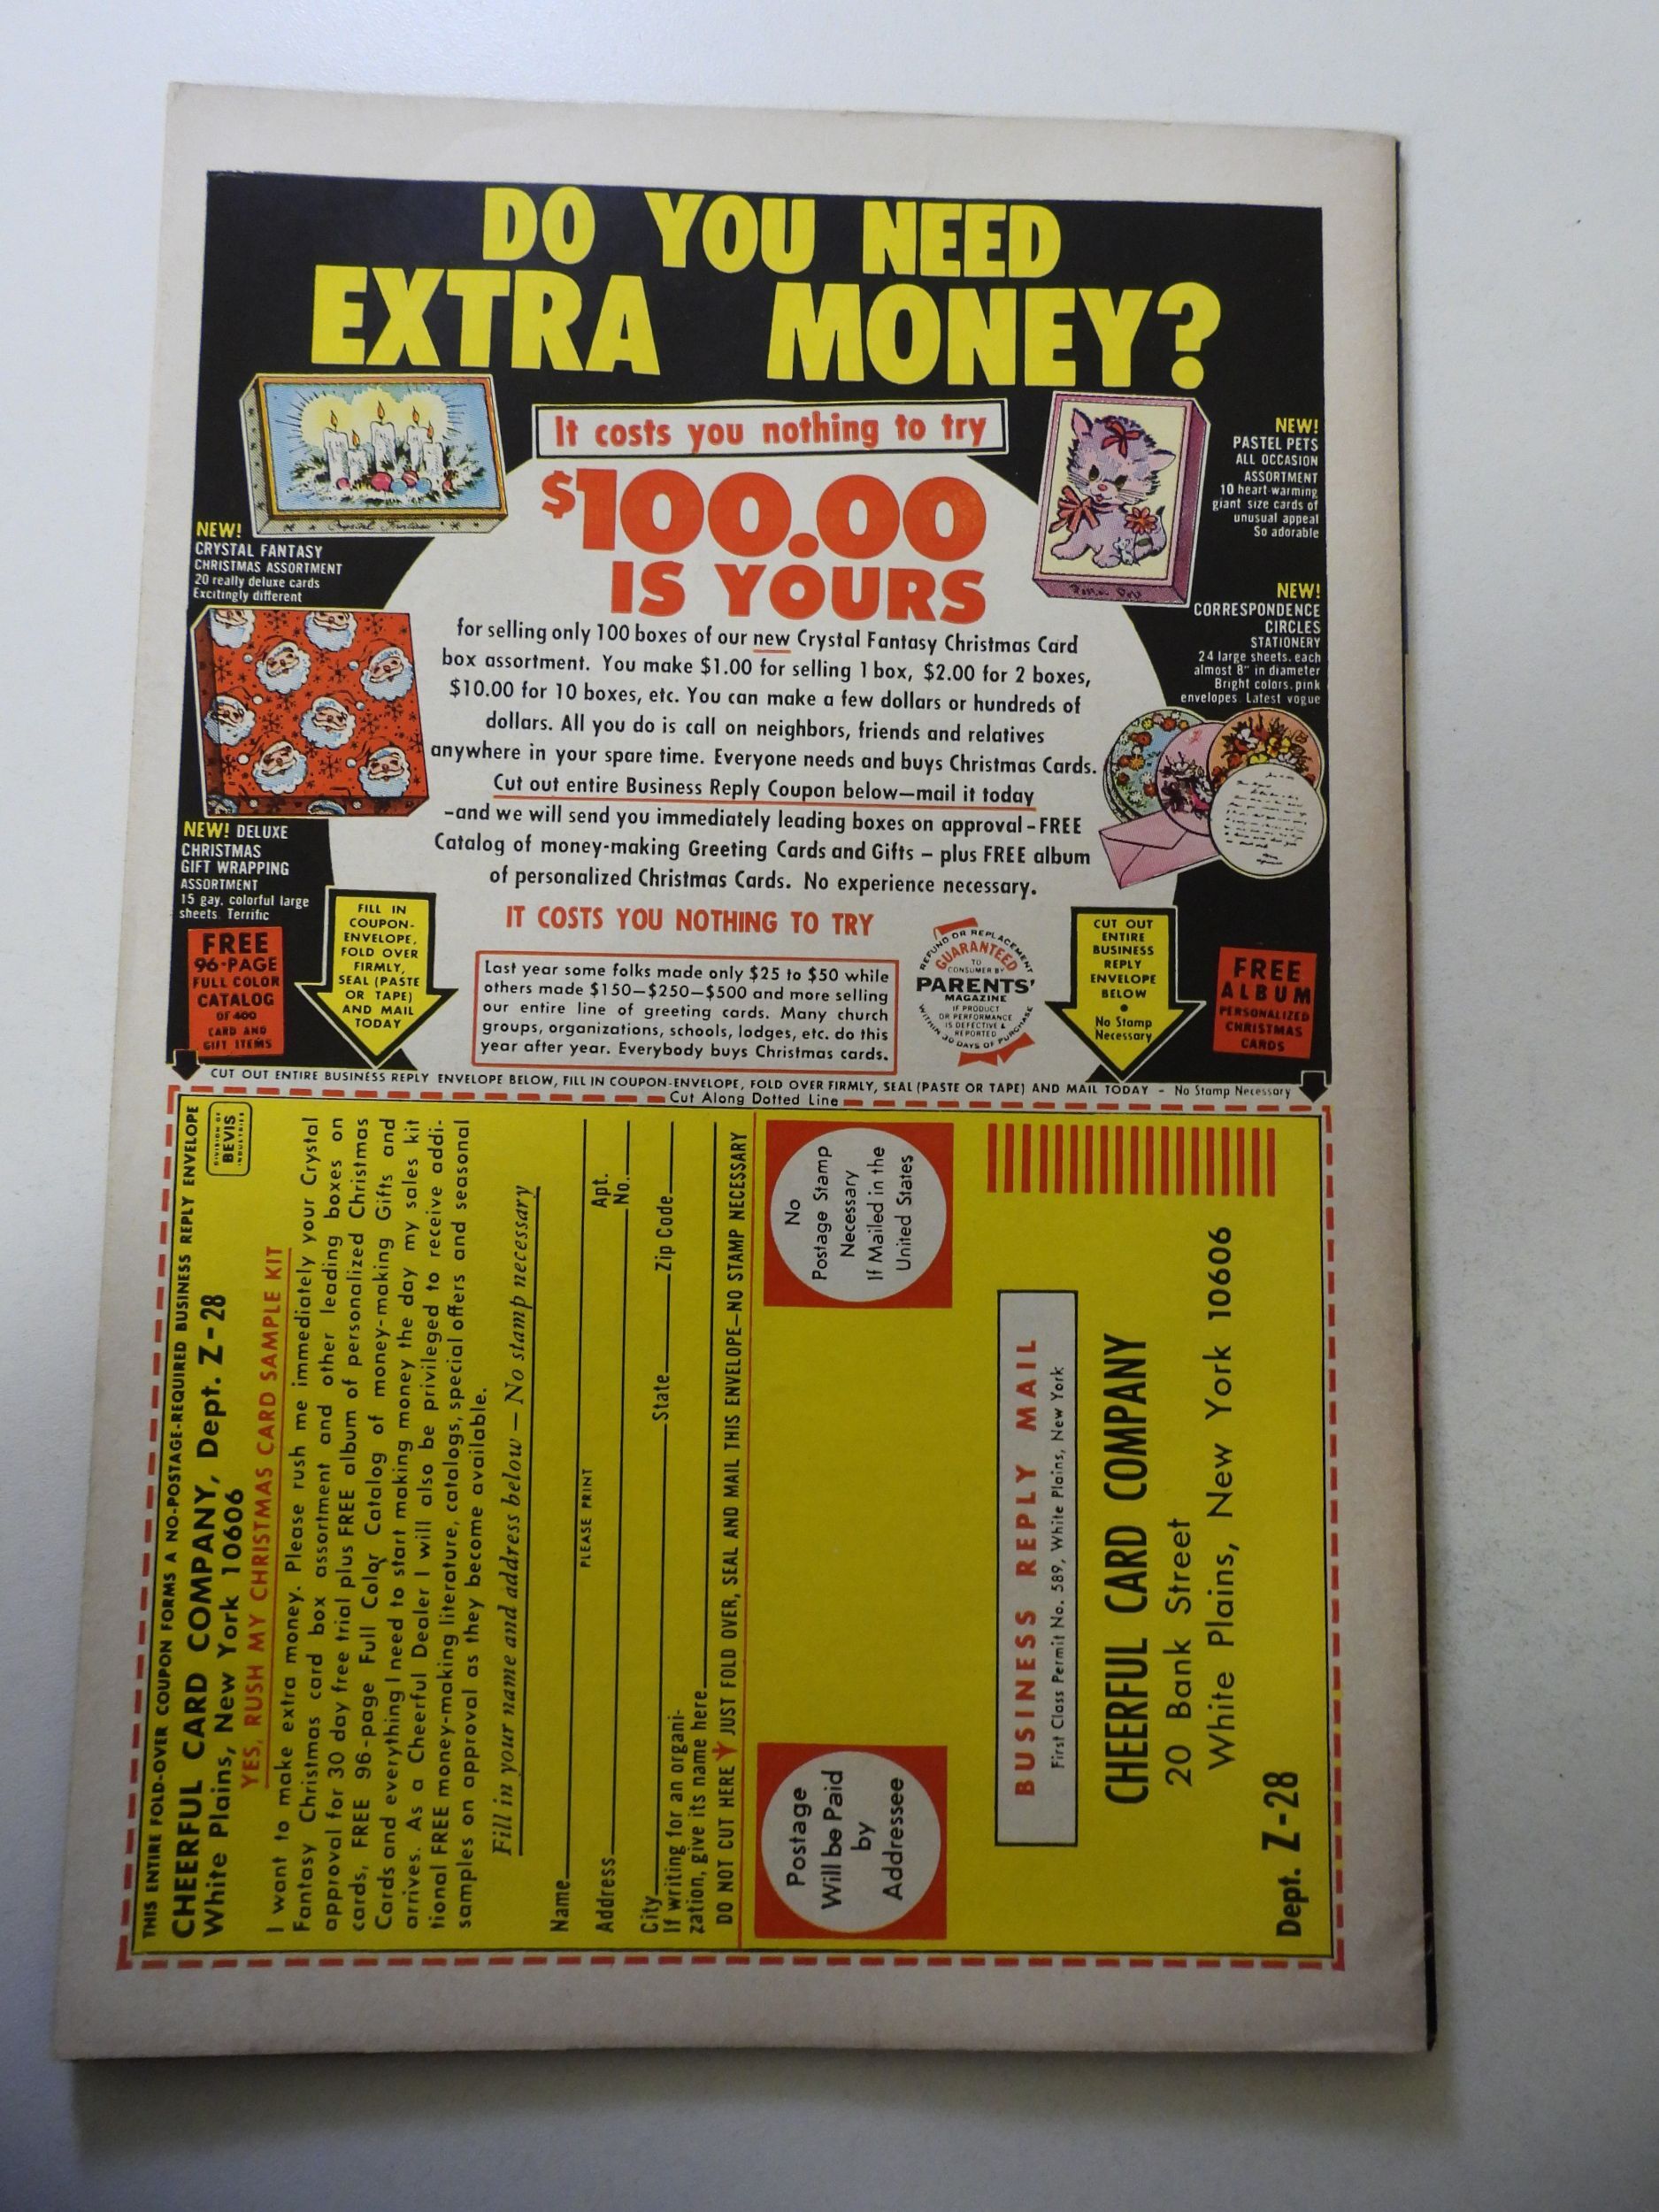 DO YOU NEED
EXTRA MONEY?
It costs you nothing to try
$100.00
IS YOURS
for selling only 100 boxes of our new Crystal Fantasy Christmas Card
box assortment. You make $1.00 for selling 1 box, $2.00 for 2 boxes,
$10.00 for 10 boxes, etc. You can make a few dollars or hundreds of
dollars. All you do is call on neighbors, friends and relatives
anywhere in your spare time. Everyone needs and buys Christmas Cards.
Cut out entire Business Reply Coupon below—mail it today
-and we will send you immediately leading boxes on approval-FREE
Catalog of money-making Greeting Cards and Gifts - plus FREE album
of personalized Christmas Cards. No experience necessary.
IT COSTS YOU NOTHING TO TRY
Last year some folks made only $25 to $50 while
others made $150—$250—$500 and more selling
our entire line of greeting cards. Many church
groups, organizations, schools, lodges, etc. do this
year after year. Everybody buys Christmas cards.
Crystal Fantasy
NEW!
CRYSTAL FANTASY
CHRISTMAS ASSORTMENT
20 really deluxe cards
Excitingly different
NEW! DELUXE
CHRISTMAS
GIFT WRAPPING
ASSORTMENT
15 gay, colorful large
sheets. Terrific
FREE
96-PAGE
FULL COLOR
CATALOG
OF 400
CARD AND
GIFT ITEMS
FILL IN
COUPON-
ENVELOPE,
FOLD OVER
FIRMLY,
SEAL (PASTE
OR TAPE)
AND MAIL
TODAY
Pastel Pets
NEW!
PASTEL PETS
ALL OCCASION
ASSORTMENT
10 heart-warming
giant size cards of
unusual appeal
So adorable
NEW!
CORRESPONDENCE
CIRCLES
STATIONERY
24 large sheets, each
almost 8" in diameter
Bright colors, pink
envelopes. Latest vogue
REFUND OR REPLACEMENT
GUARANTEED
TO
CONSUMER BY
PARENTS'
MAGAZINE
IF PRODUCT
OR PERFORMANCE
IS DEFECTIVE &
REPORTED
WITHIN 30 DAYS OF PURCHASE
CUT OUT
ENTIRE
BUSINESS
REPLY
ENVELOPE
BELOW
•
No Stamp
Necessary
FREE
ALBUM
PERSONALIZED
CHRISTMAS
CARDS
CUT OUT ENTIRE BUSINESS REPLY ENVELOPE BELOW, FILL IN COUPON-ENVELOPE, FOLD OVER FIRMLY, SEAL (PASTE OR TAPE) AND MAIL TODAY - No Stamp Necessary
Cut Along Dotted Line
THIS ENTIRE FOLD-OVER COUPON FORMS A NO-POSTAGE-REQUIRED BUSINESS REPLY ENVELOPE
CHEERFUL CARD COMPANY, Dept. Z-28
White Plains, New York 10606
DIVISION OF
BEVIS
INDUSTRIES
YES, RUSH MY CHRISTMAS CARD SAMPLE KIT
I want to make extra money. Please rush me immediately your Crystal
Fantasy Christmas card box assortment and other leading boxes on
approval for 30 day free trial plus FREE album of personalized Christmas
cards, FREE 96-page Full Color Catalog of money-making Gifts and
Cards and everything I need to start making money the day my sales kit
arrives. As a Cheerful Dealer I will also be privileged to receive addi-
tional FREE money-making literature, catalogs, special offers and seasonal
samples on approval as they become available.
Fill in your name and address below — No stamp necessary
Name
PLEASE PRINT
Address Apt. No.
City State Zip Code
If writing for an organi-
zation, give its name here
DO NOT CUT HERE JUST FOLD OVER, SEAL AND MAIL THIS ENVELOPE—NO STAMP NECESSARY
Postage
Will be Paid
by
Addressee
No
Postage Stamp
Necessary
If Mailed in the
United States
BUSINESS REPLY MAIL
First Class Permit No. 589, White Plains, New York
CHEERFUL CARD COMPANY
20 Bank Street
White Plains, New York 10606
Dept. Z-28